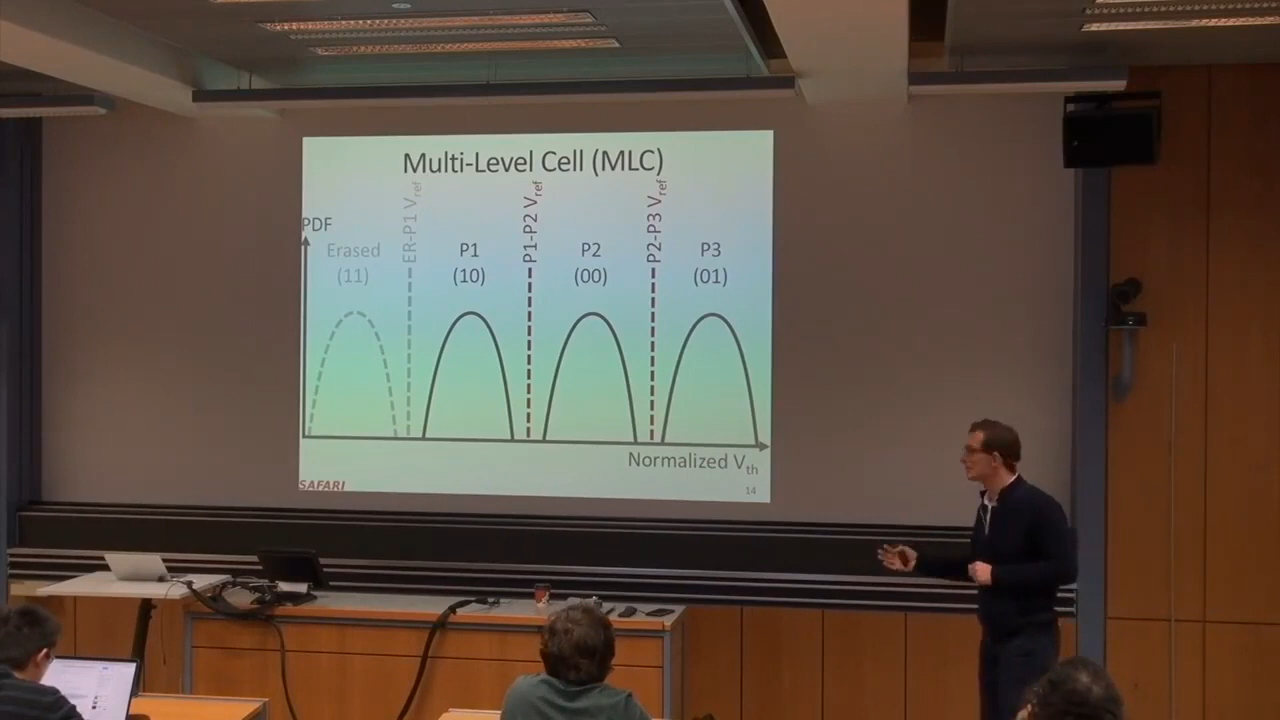 Multi-Level Cell (MLC)
PDF
ER-P1 Vref
P1-P2 Vref
P2-P3 Vref
Erased
(11)
P1
(10)
P2
(00)
P3
(01)
Normalized Vth
SAFARI
14